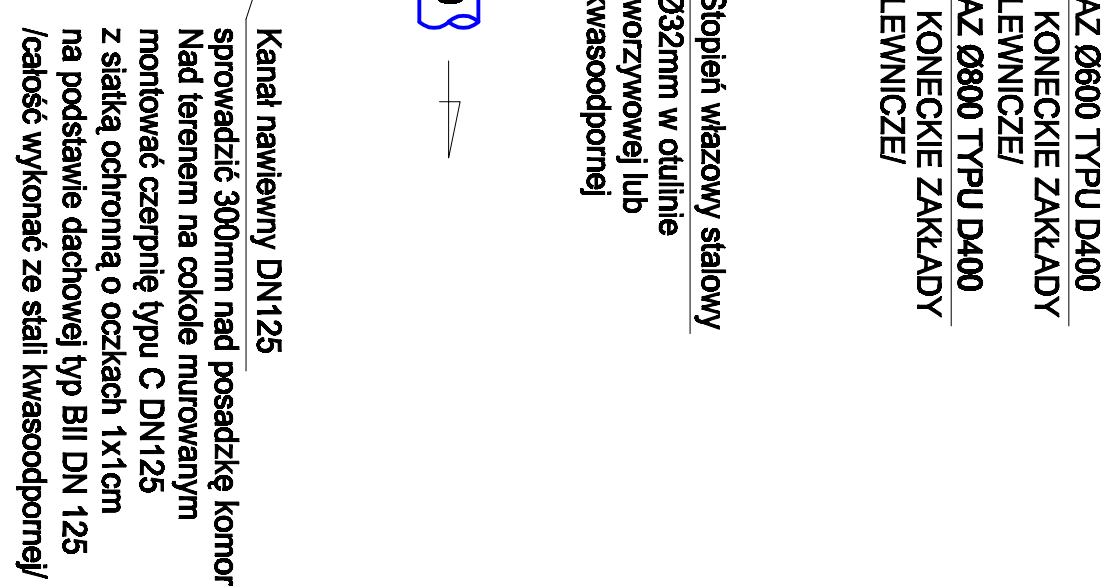 AZ Ø600 TYPU D400
KONECKIE ZAKŁADY
LEWNICZE/
AZ Ø800 TYPU D400
KONECKIE ZAKŁADY
LEWNICZE/
Stopień włazowy stalowy
Ø32mm w otulinie
worzywowej lub
kwasoodpornej
Kanał nawiewny DN125
sprowadzić 300mm nad posadzkę komor
Nad terenem na cokole murowanym
montować czerpnię typu C DN125
z siatką ochronną o oczkach 1x1cm
na podstawie dachowej typ BII DN 125
/całość wykonać ze stali kwasoodpornej/